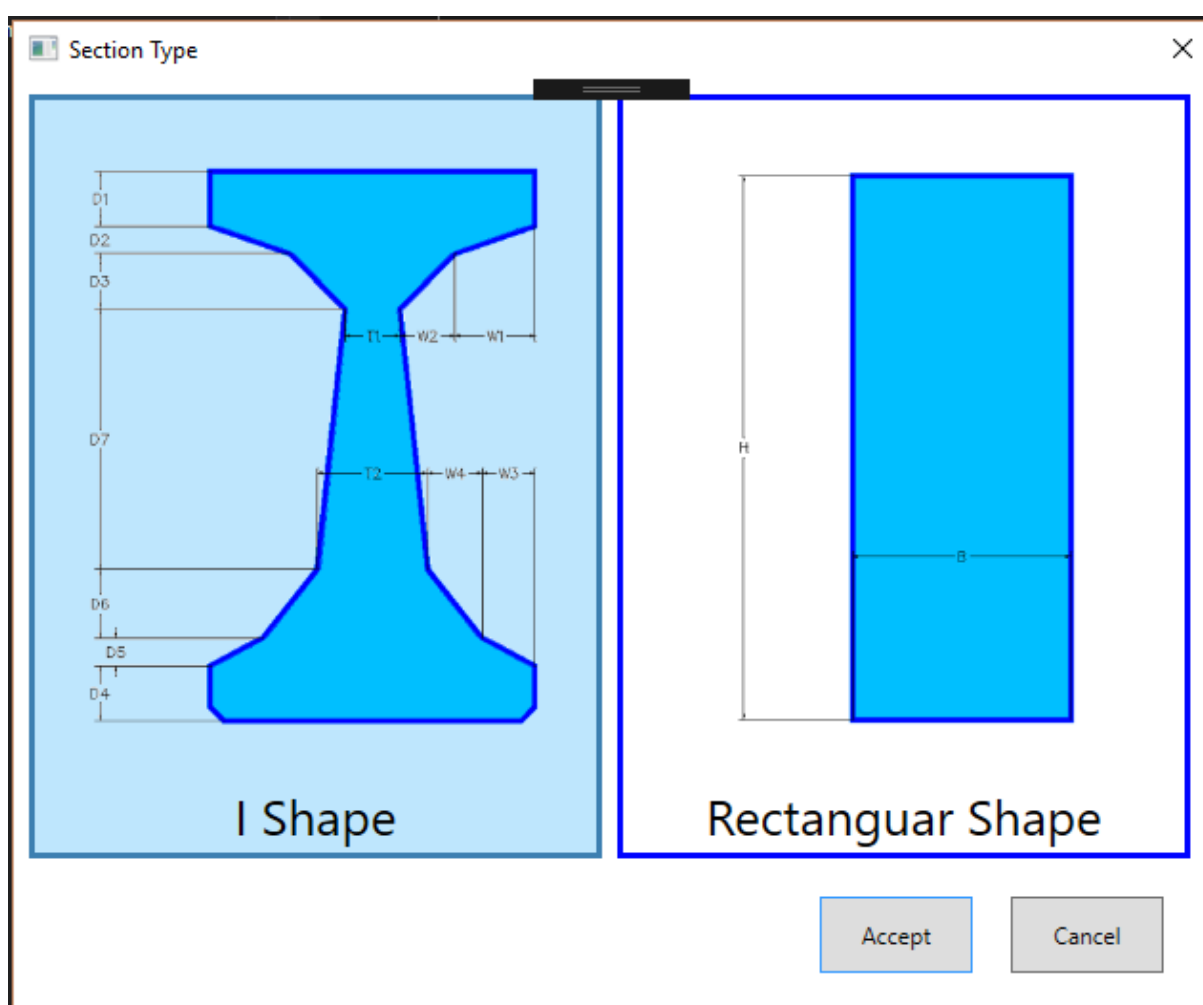 Section Type
D1
D2
D3
T1 W2 W1
D7
T2 W4 W3
D6
D5
D4
I Shape
H
B
Rectanguar Shape
Accept Cancel